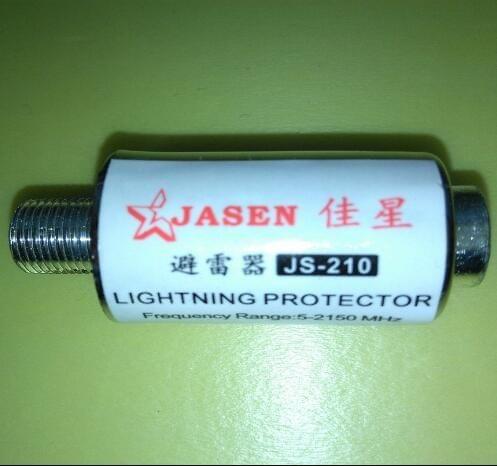 JASEN 佳星
避雷器 JS-210
LIGHTNING PROTECTOR
Frequency Range:5-2150 MHz